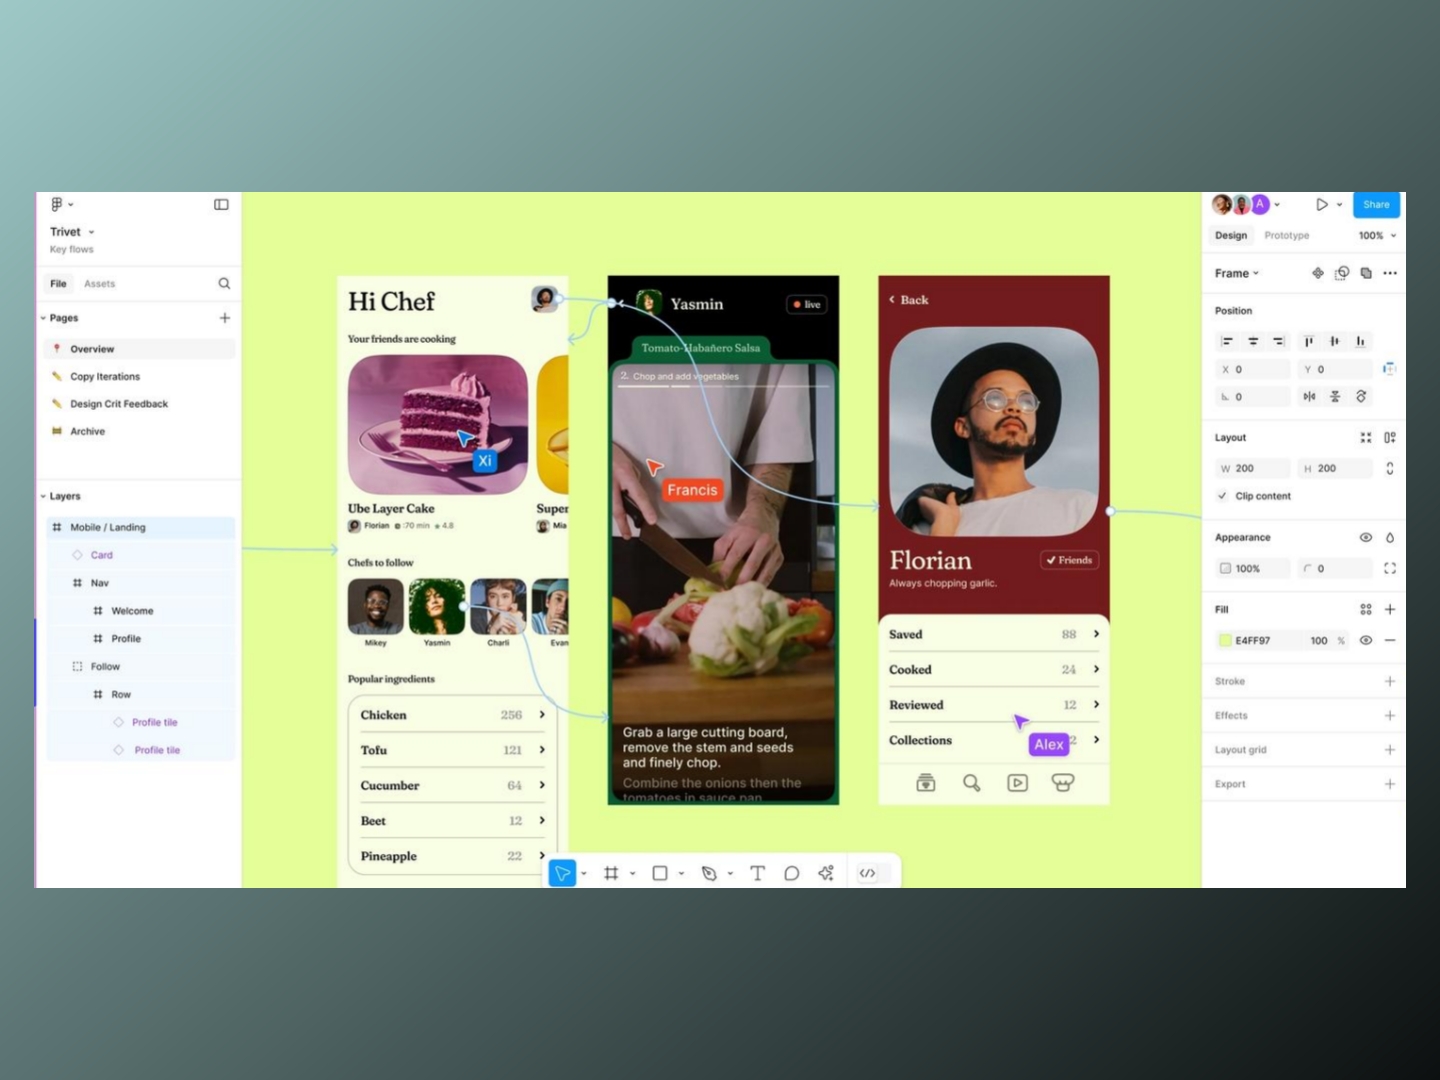 Trivet
Key flows
File
Assets
Pages
Overview
Copy Iterations
Design Crit Feedback
Archive
Layers
Mobile / Landing
Card
Nav
Welcome
Profile
Follow
Row
Profile tile
Profile tile
Hi Chef
Your friends are cooking
Xi
Ube Layer Cake
Florian
70 min
4.8
Super
Mia
Chefs to follow
Mikey
Yasmin
Charli
Evan
Popular ingredients
Chicken 256
Tofu 121
Cucumber 64
Beet 12
Pineapple 22
Yasmin
live
Tomato-Habañero Salsa
2. Chop and add vegetables
Francis
Grab a large cutting board,
remove the stem and seeds
and finely chop.
Combine the onions then the
tomatoes in sauce pan
Back
Florian
Friends
Always chopping garlic.
Saved 88
Cooked 24
Reviewed 12
Collections 2
Alex
A
Share
Design
Prototype
100%
Frame
Position
X 0
Y 0
0
Layout
W 200
H 200
Clip content
Appearance
100%
0
Fill
E4FF97 100 %
Stroke
Effects
Layout grid
Export